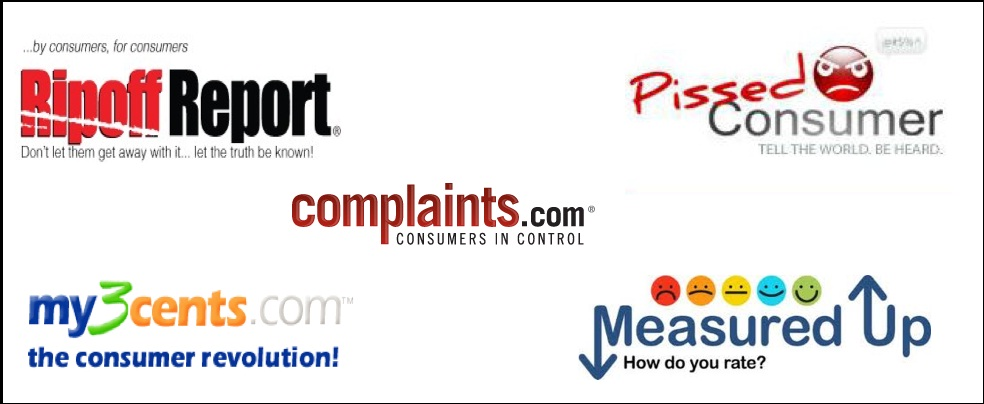 ...by consumers, for consumers
Ripoff Report®
Don't let them get away with it... let the truth be known!
Pissed
Consumer
TELL THE WORLD. BE HEARD.
complaints.com®
CONSUMERS IN CONTROL
my3cents.com™
the consumer revolution!
Measured Up
How do you rate?